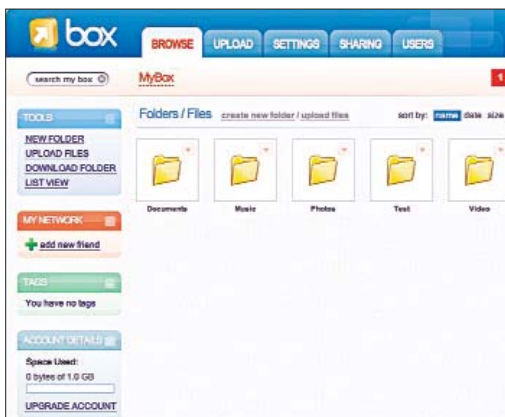 box
BROWSE UPLOAD SETTINGS SHARING USERS
search my box
MyBox
1
TOOLS
NEW FOLDER
UPLOAD FILES
DOWNLOAD FOLDER
LIST VIEW
Folders / Files create new folder / upload files sort by: name date size
Documents Music Photos Test Video
MY NETWORK
add new friend
TAGS
You have no tags
ACCOUNT DETAILS
Space Used:
0 bytes of 1.0 GB
UPGRADE ACCOUNT